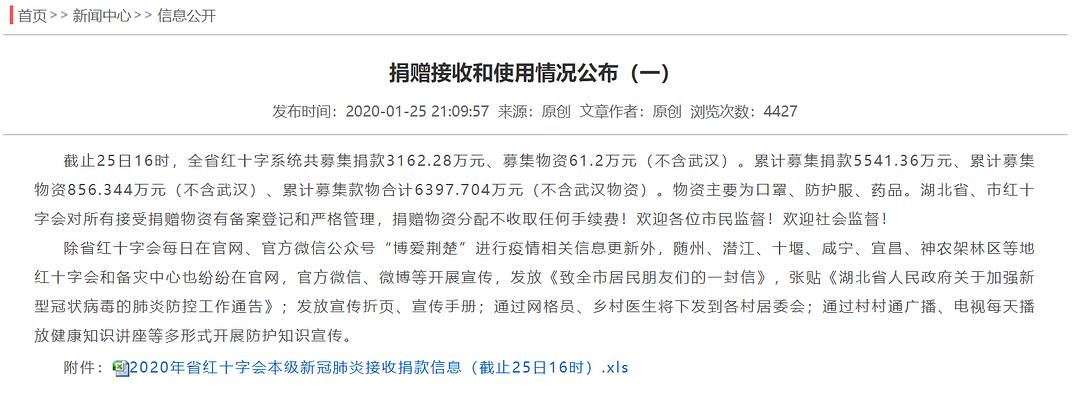 首页>> 新闻中心>> 信息公开
捐赠接收和使用情况公布（一）
发布时间：2020-01-25 21:09:57 来源：原创 文章作者：原创 浏览次数：4427
截止25日16时，全省红十字系统共募集捐款3162.28万元、募集物资61.2万元（不含武汉）。累计募集捐款5541.36万元、累计募集
物资856.344万元（不含武汉）、累计募集款物合计6397.704万元（不含武汉物资）。物资主要为口罩、防护服、药品。湖北省、市红十
字会对所有接受捐赠物资有备案登记和严格管理，捐赠物资分配不收取任何手续费！欢迎各位市民监督！欢迎社会监督！
除省红十字会每日在官网、官方微信公众号“博爱荆楚”进行疫情相关信息更新外，随州、潜江、十堰、咸宁、宜昌、神农架林区等地
红十字会和备灾中心也纷纷在官网，官方微信、微博等开展宣传，发放《致全市居民朋友们的一封信》，张贴《湖北省人民政府关于加强新
型冠状病毒的肺炎防控工作通告》；发放宣传折页、宣传手册；通过网格员、乡村医生将下发到各村居委会；通过村村通广播、电视每天播
放健康知识讲座等多形式开展防护知识宣传。
附件：2020年省红十字会本级新冠肺炎接收捐款信息（截止25日16时）.xls